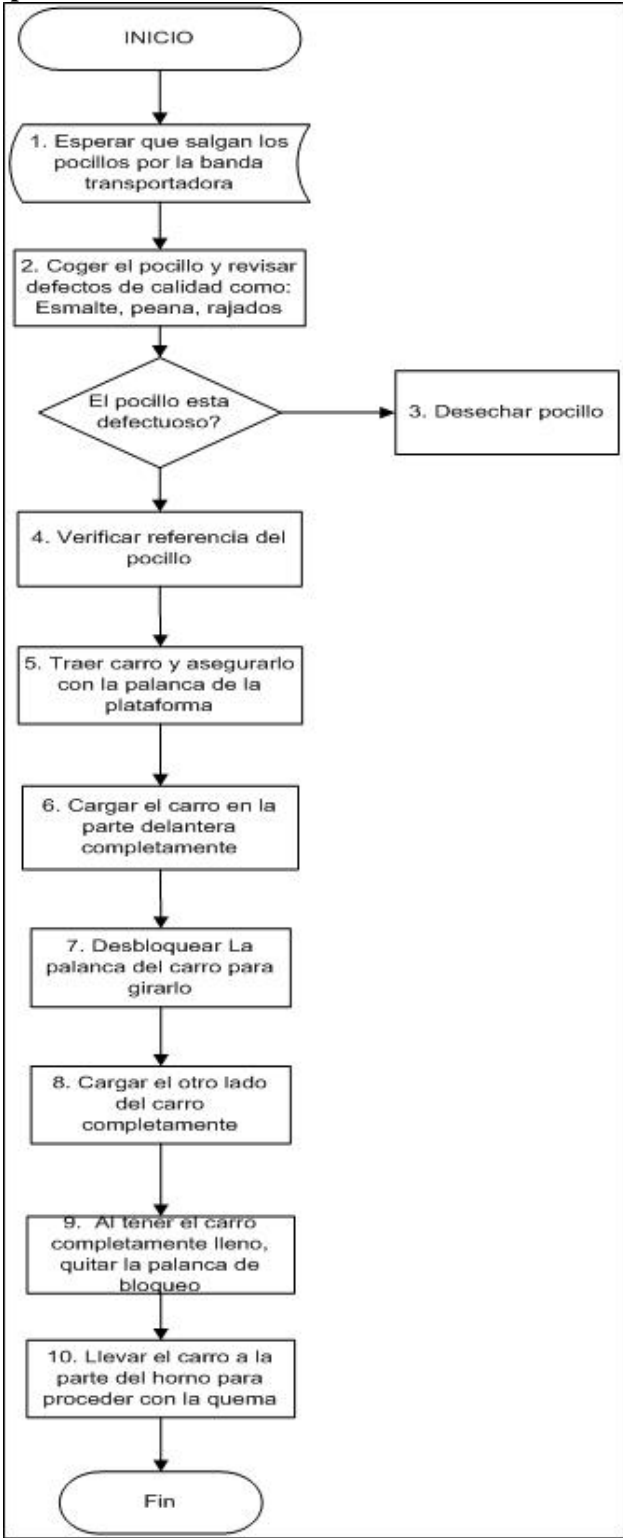 INICIO
1. Esperar que salgan los
pocillos por la banda
transportadora
2. Coger el pocillo y revisar
defectos de calidad como:
Esmalte, peana, rajados
El pocillo esta
defectuoso?
3. Desechar pocillo
4. Verificar referencia del
pocillo
5. Traer carro y asegurarlo
con la palanca de la
plataforma
6. Cargar el carro en la
parte delantera
completamente
7. Desbloquear La
palanca del carro para
girarlo
8. Cargar el otro lado
del carro
completamente
9. Al tener el carro
completamente lleno,
quitar la palanca de
bloqueo
10. Llevar el carro a la
parte del horno para
proceder con la quema
Fin